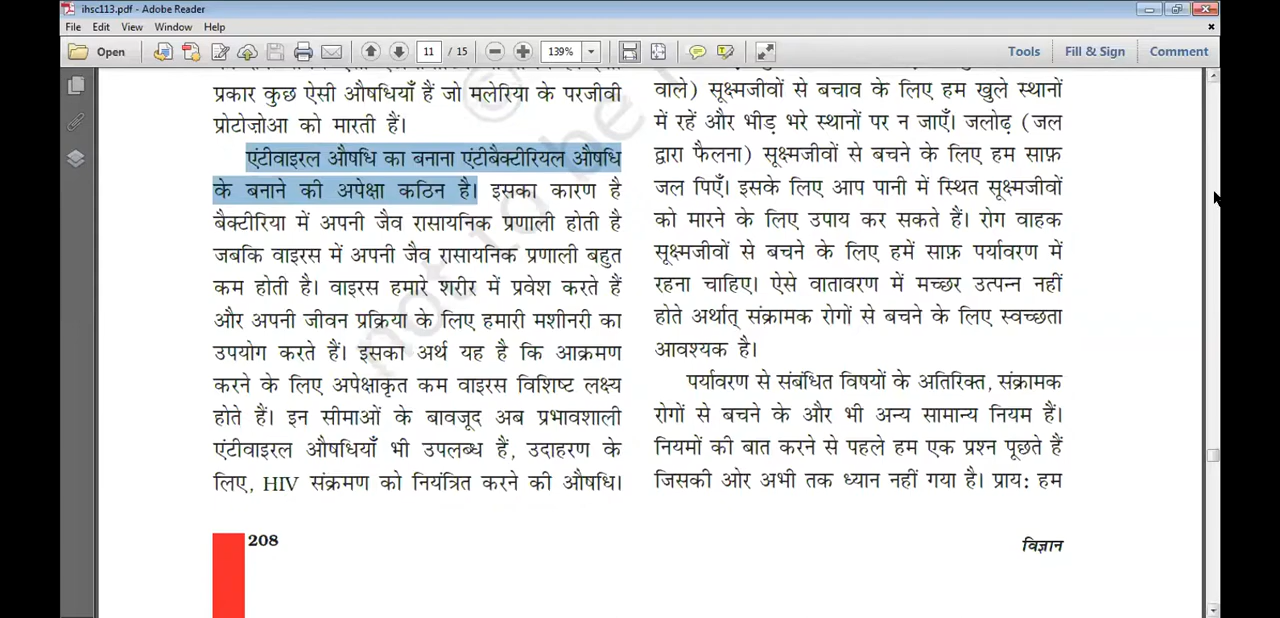 ihsc113.pdf - Adobe Reader
File Edit View Window Help
Open 11 / 15 139% Tools Fill & Sign Comment
प्रकार कुछ ऐसी औषधियाँ हैं जो मलेरिया के परजीवी
प्रोटोज़ोआ को मारती हैं।
एंटीवाइरल औषधि का बनाना एंटीबैक्टीरियल औषधि
के बनाने की अपेक्षा कठिन है। इसका कारण है
बैक्टीरिया में अपनी जैव रासायनिक प्रणाली होती है
जबकि वाइरस में अपनी जैव रासायनिक प्रणाली बहुत
कम होती है। वाइरस हमारे शरीर में प्रवेश करते हैं
और अपनी जीवन प्रक्रिया के लिए हमारी मशीनरी का
उपयोग करते हैं। इसका अर्थ यह है कि आक्रमण
करने के लिए अपेक्षाकृत कम वाइरस विशिष्ट लक्ष्य
होते हैं। इन सीमाओं के बावजूद अब प्रभावशाली
एंटीवाइरल औषधियाँ भी उपलब्ध हैं, उदाहरण के
लिए, HIV संक्रमण को नियंत्रित करने की औषधि।
वाले) सूक्ष्मजीवों से बचाव के लिए हम खुले स्थानों
में रहें और भीड़ भरे स्थानों पर न जाएँ। जलोढ़ (जल
द्वारा फैलना) सूक्ष्मजीवों से बचने के लिए हम साफ़
जल पिएँ। इसके लिए आप पानी में स्थित सूक्ष्मजीवों
को मारने के लिए उपाय कर सकते हैं। रोग वाहक
सूक्ष्मजीवों से बचने के लिए हमें साफ़ पर्यावरण में
रहना चाहिए। ऐसे वातावरण में मच्छर उत्पन्न नहीं
होते अर्थात् संक्रामक रोगों से बचने के लिए स्वच्छता
आवश्यक है।
पर्यावरण से संबंधित विषयों के अतिरिक्त, संक्रामक
रोगों से बचने के और भी अन्य सामान्य नियम हैं।
नियमों की बात करने से पहले हम एक प्रश्न पूछते हैं
जिसकी ओर अभी तक ध्यान नहीं गया है। प्राय: हम
208
विज्ञान
© not to be